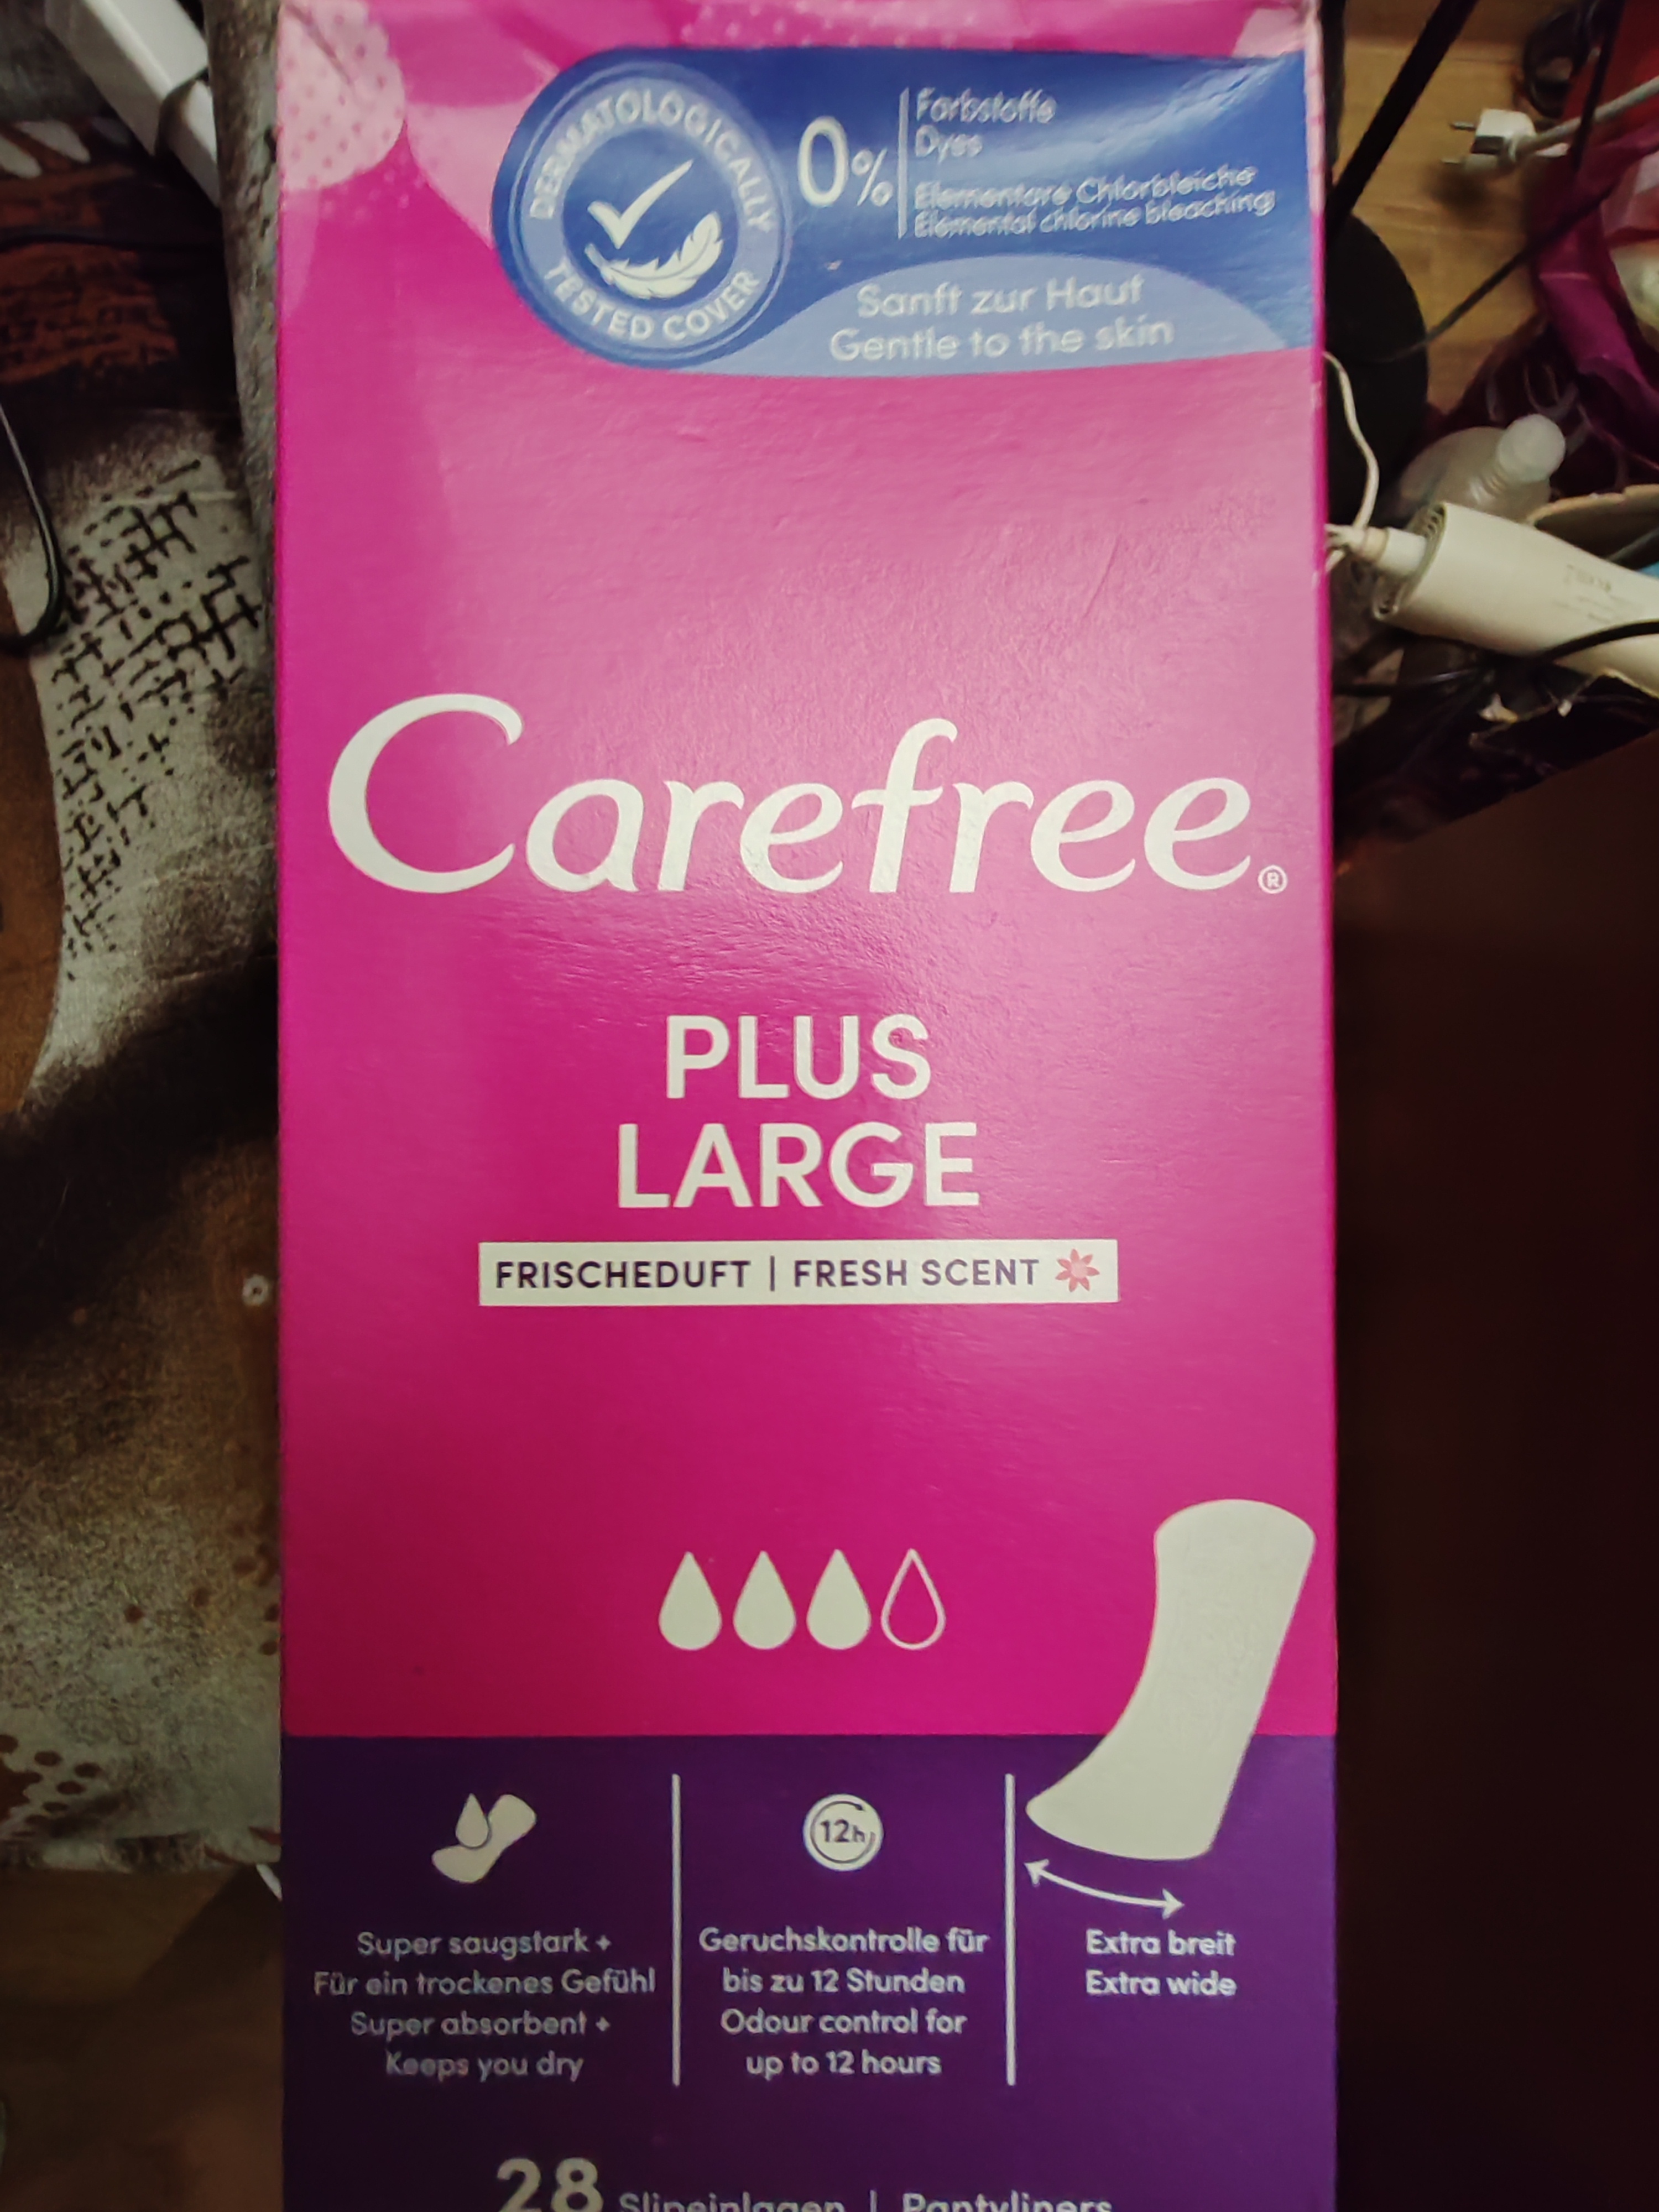 DERMATOLOGICALLY
TESTED COVER
0%
Farbstoffe
Dyes
Elementare Chlorbleiche
Elemental chlorine bleaching
Sanft zur Haut
Gentle to the skin
Carefree®
PLUS
LARGE
FRISCHEDUFT | FRESH SCENT
12h
Super saugstark +
Für ein trockenes Gefühl
Super absorbent +
Keeps you dry
Geruchskontrolle für
bis zu 12 Stunden
Odour control for
up to 12 hours
Extra breit
Extra wide
28 Slipeinlagen | Pantyliners